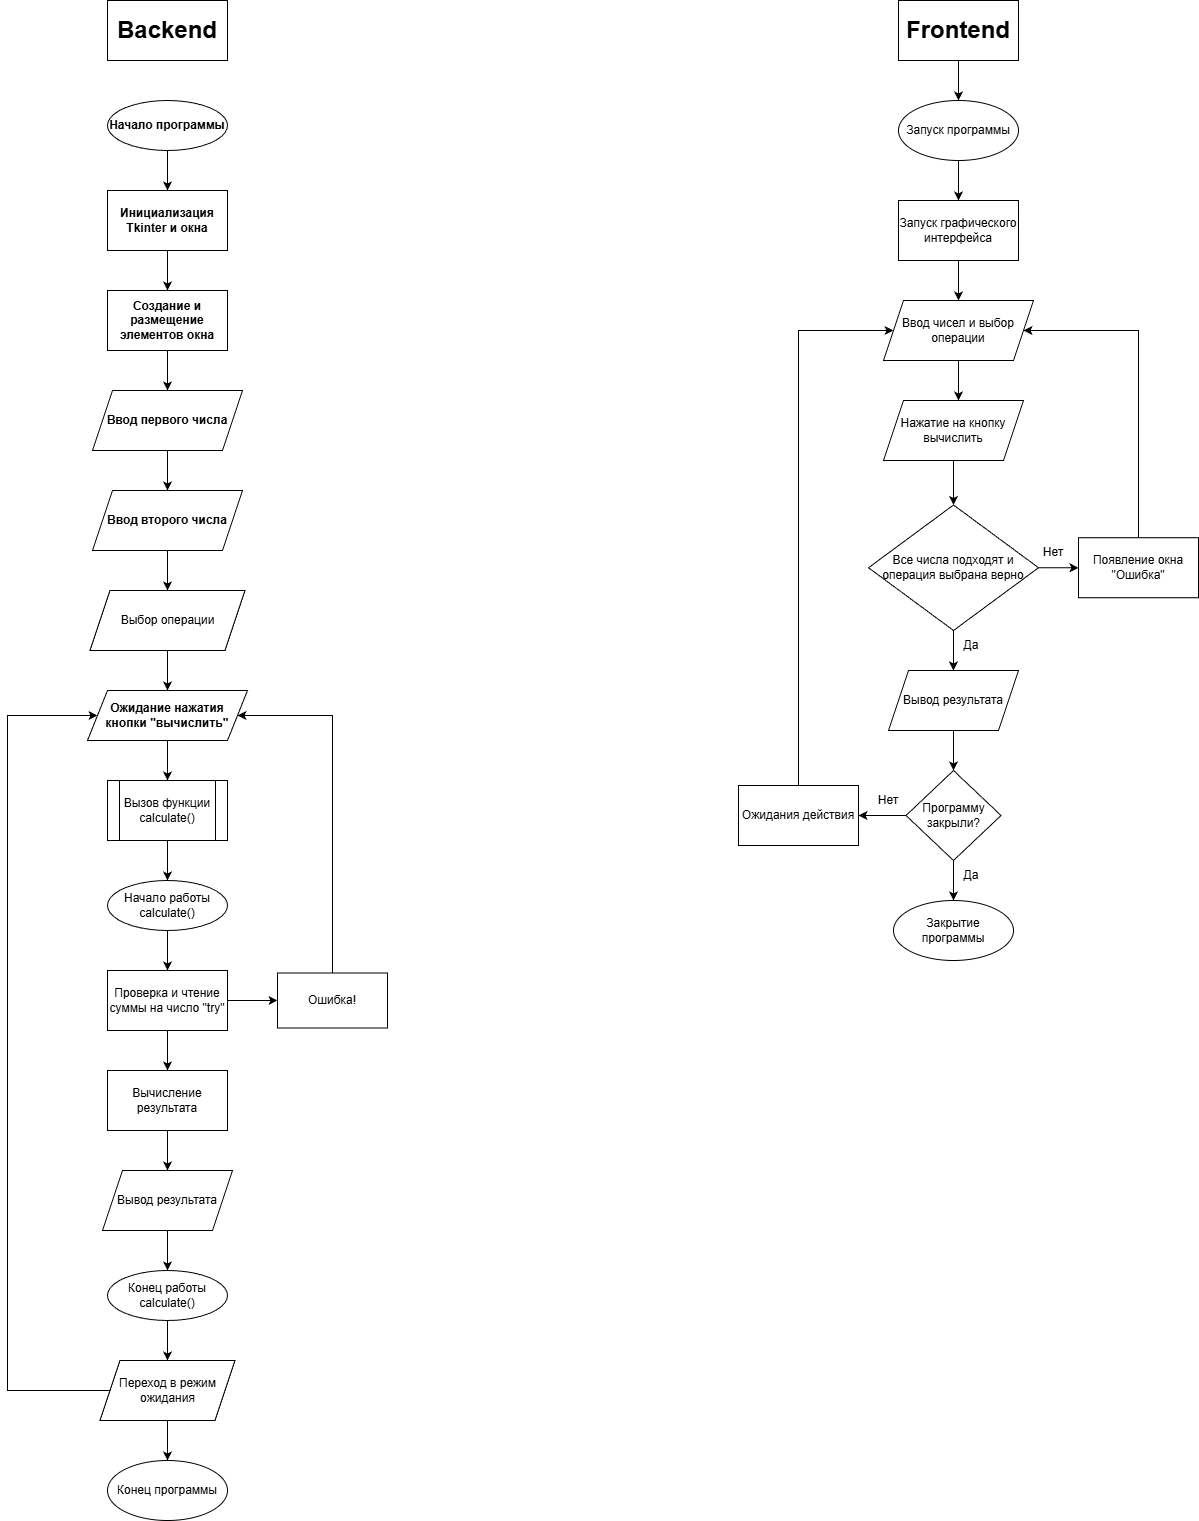 Backend
Начало программы
Инициализация
Tkinter и окна
Создание и
размещение
элементов окна
Ввод первого числа
Ввод второго числа
Выбор операции
Ожидание нажатия
кнопки "вычислить"
Вызов функции
calculate()
Начало работы
calculate()
Проверка и чтение
суммы на число "try"
Ошибка!
Вычисление
результата
Вывод результата
Конец работы
calculate()
Переход в режим
ожидания
Конец программы
Frontend
Запуск программы
Запуск графического
интерфейса
Ввод чисел и выбор
операции
Нажатие на кнопку
вычислить
Все числа подходят и
операция выбрана верно
Нет
Появление окна
"Ошибка"
Да
Вывод результата
Программу
закрыли?
Нет
Ожидания действия
Да
Закрытие
программы